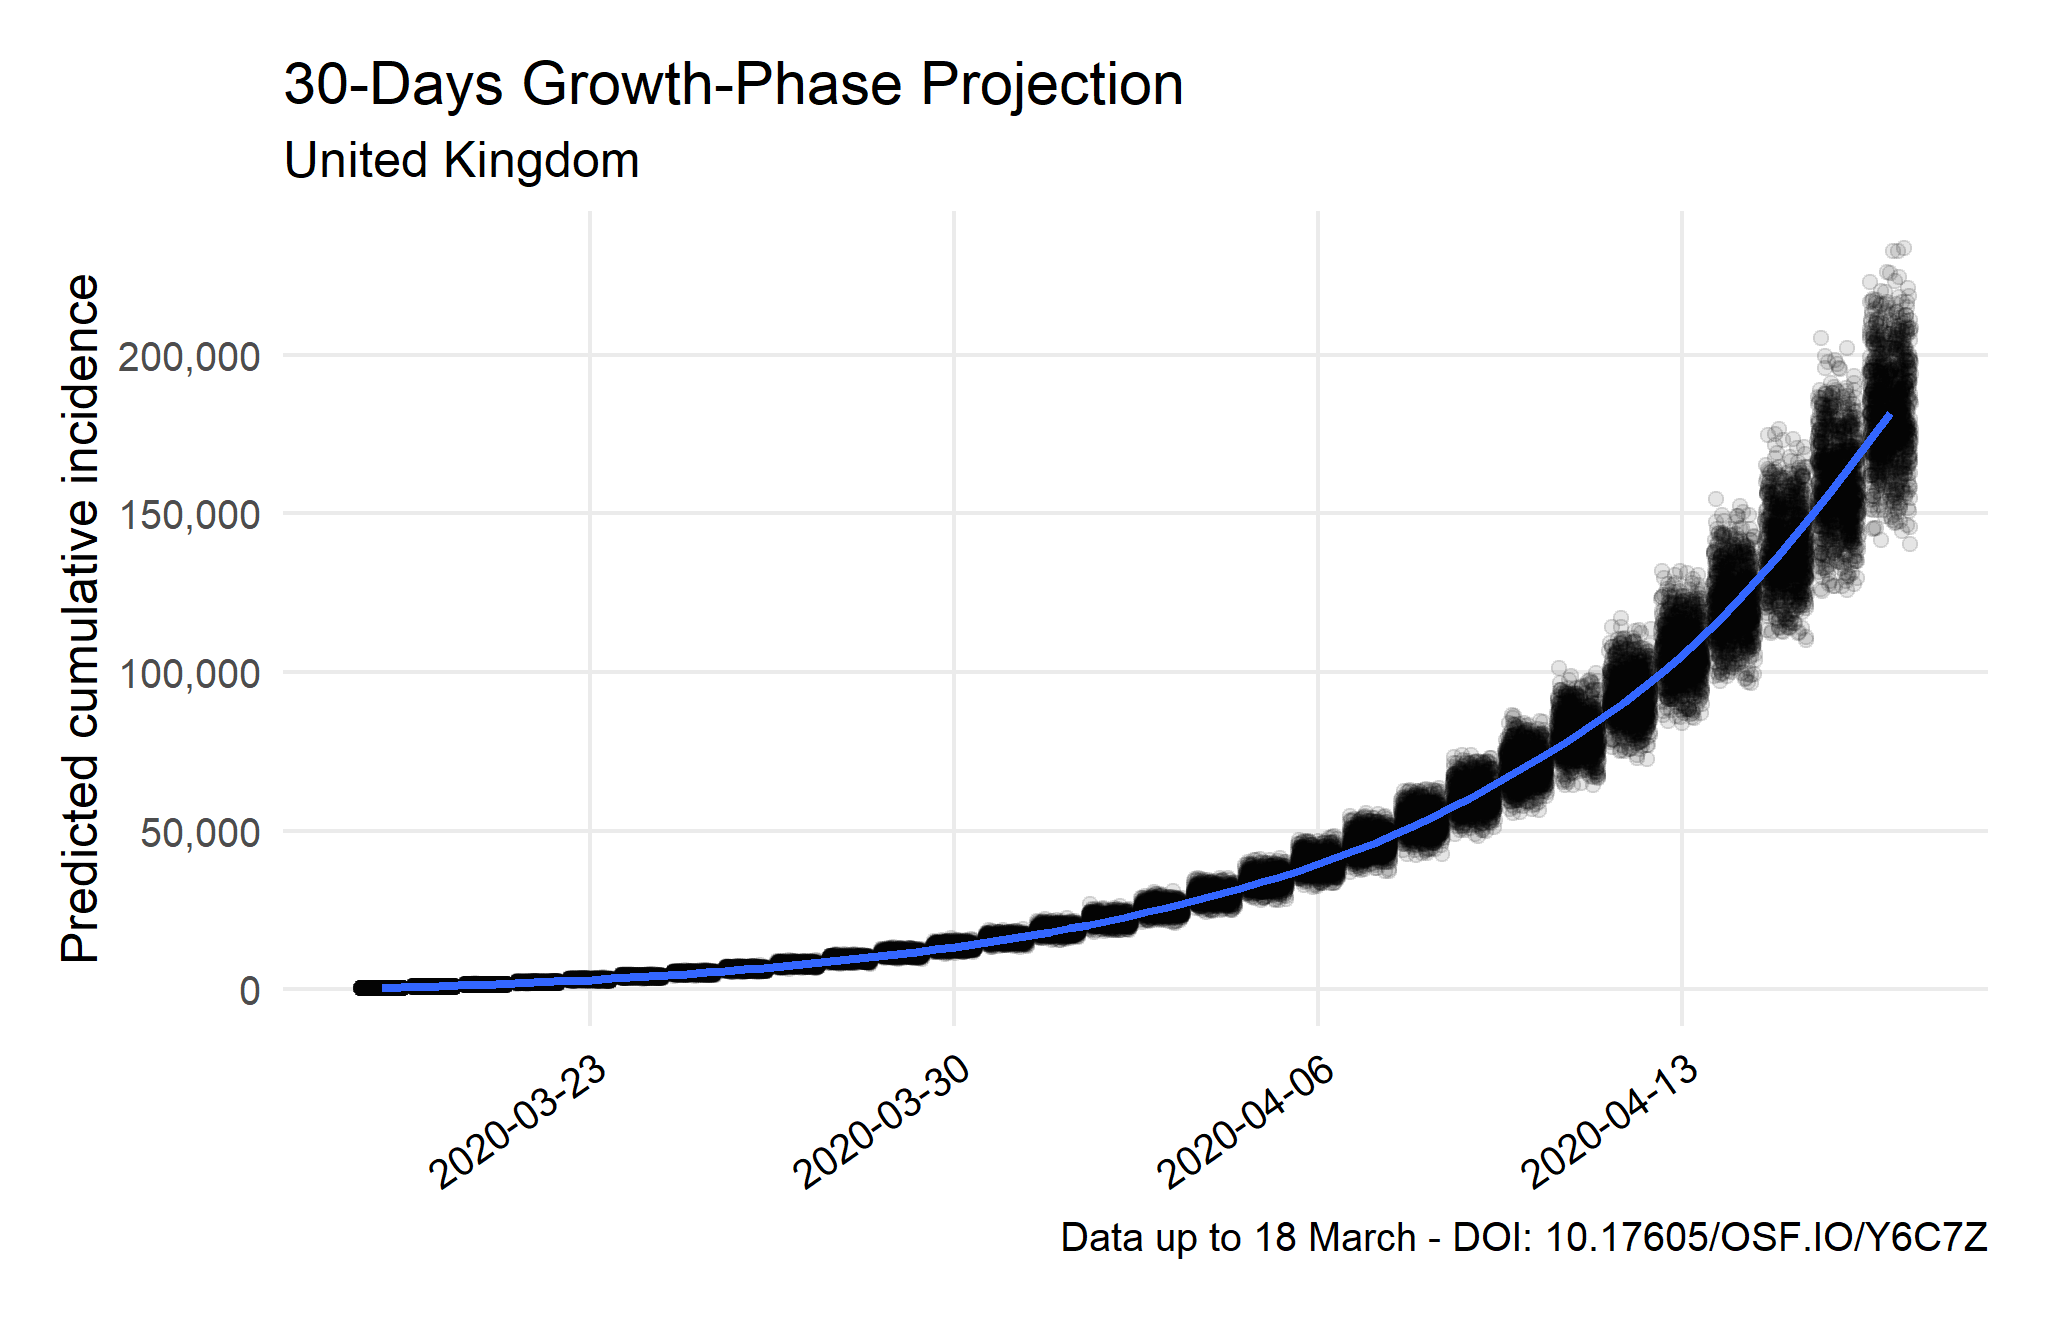 30-Days Growth-Phase Projection
United Kingdom
Predicted cumulative incidence
200,000
150,000
100,000
50,000
0
2020-03-23
2020-03-30
2020-04-06
2020-04-13
Data up to 18 March - DOI: 10.17605/OSF.IO/Y6C7Z